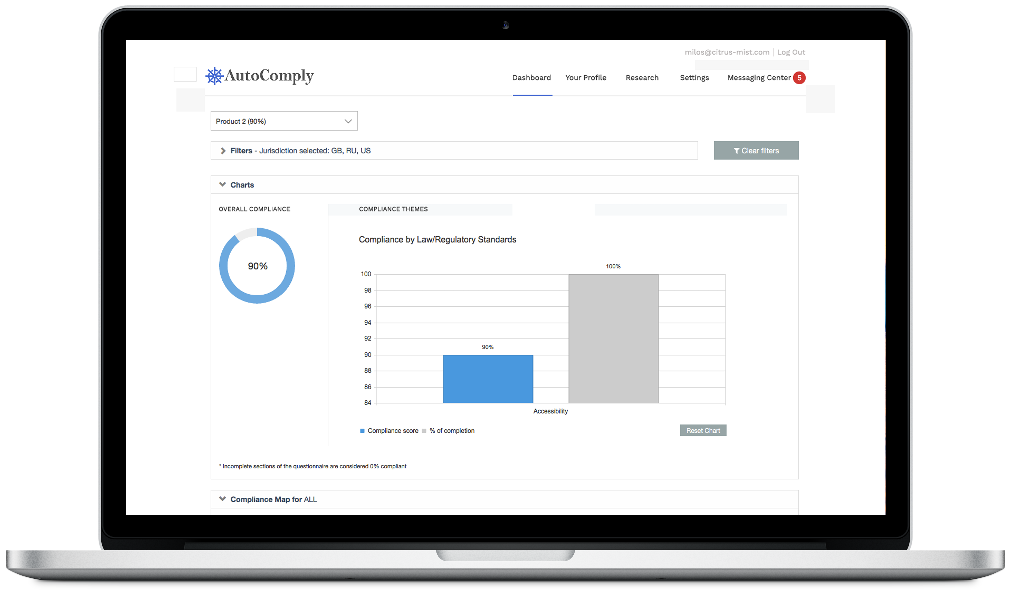 milos@citrus-mist.com | Log Out
AutoComply
Dashboard Your Profile Research Settings Messaging Center 5
Product 2 (90%)
Filters - Jurisdiction selected: GB, RU, US
Clear filters
Charts
OVERALL COMPLIANCE
COMPLIANCE THEMES
90%
Compliance by Law/Regulatory Standards
100%
100
98
96
94
92
90%
90
88
86
84
Accessibility
Compliance score % of completion
Reset Chart
* Incomplete sections of the questionnaire are considered 0% compliant
Compliance Map for ALL